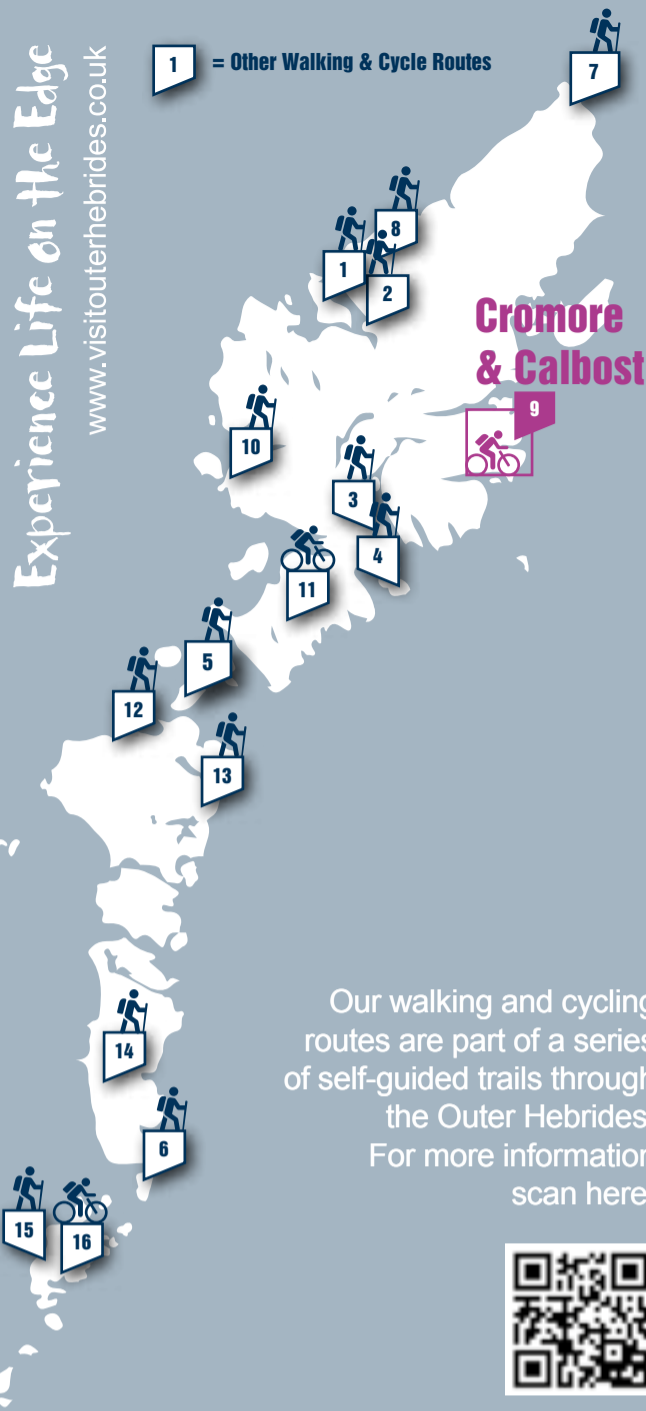 Experience Life on the Edge
www.visitouterhebrides.co.uk
1 = Other Walking & Cycle Routes
7
8
1
2
Cromore
& Calbost
9
10
3
4
11
5
12
13
14
6
15
16
Our walking and cycling
routes are part of a series
of self-guided trails through
the Outer Hebrides
For more information
scan here